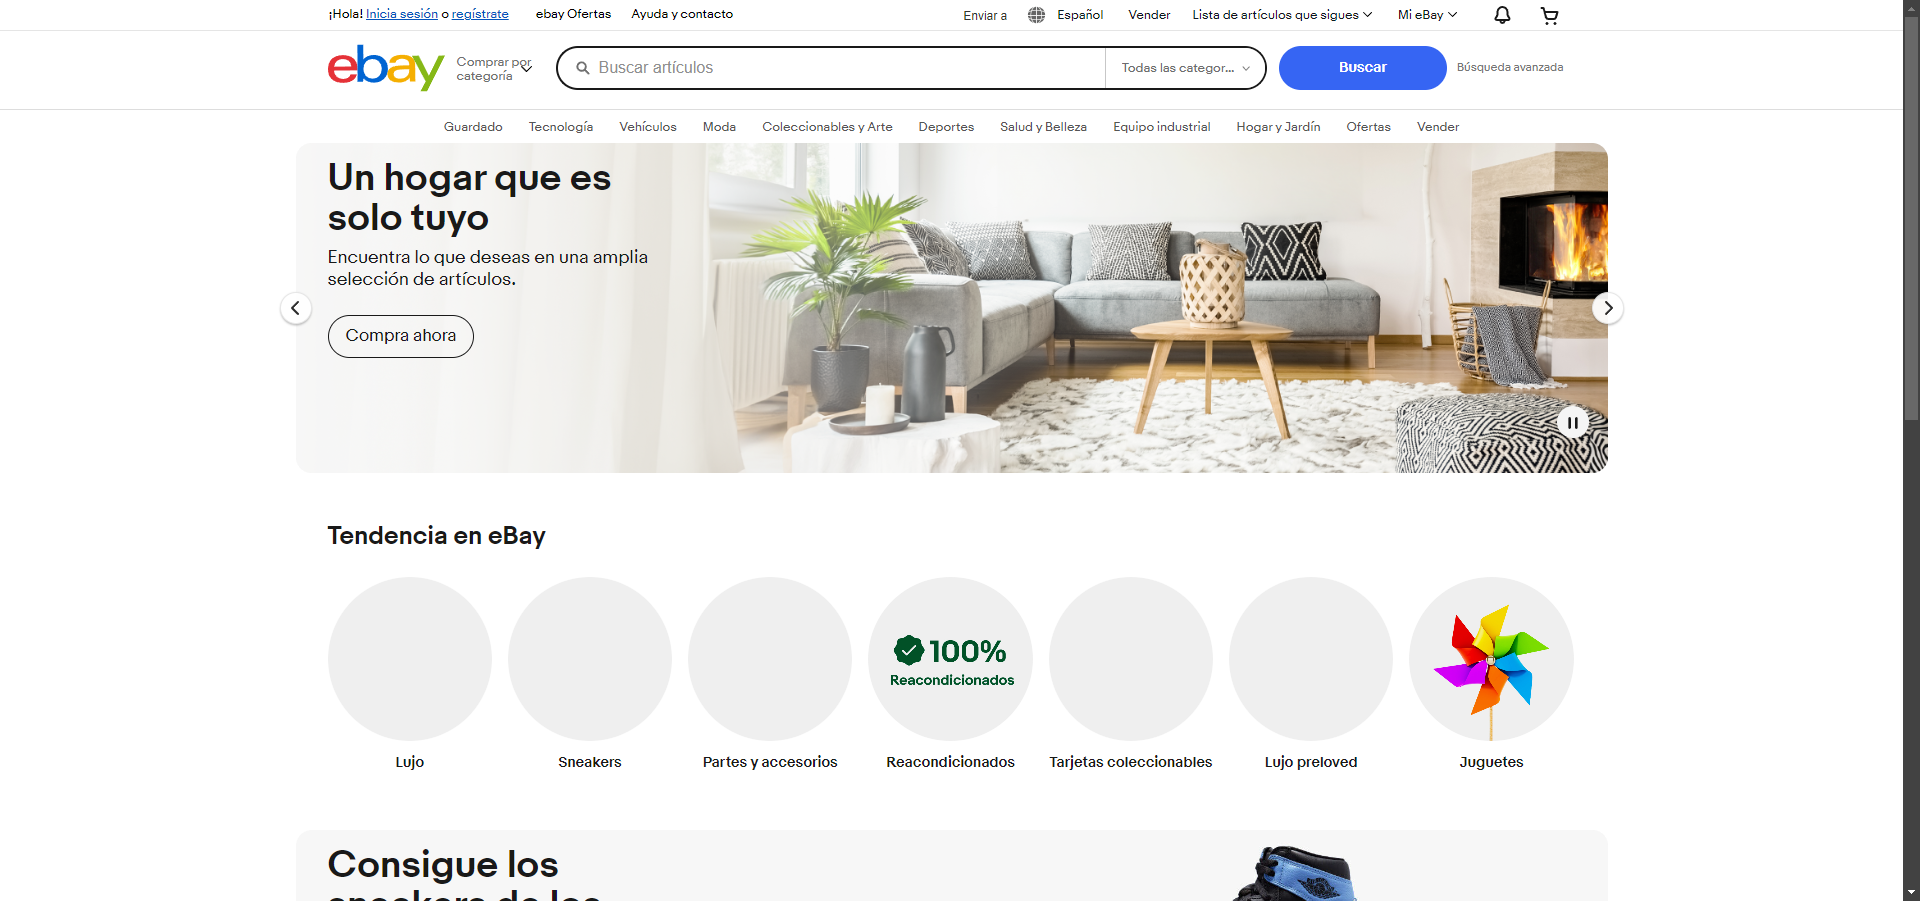 ¡Hola! Inicia sesión o regístrate
ebay Ofertas
Ayuda y contacto
Enviar a
Español
Vender
Lista de artículos que sigues
Mi eBay
ebay
Comprar por
categoría
Buscar artículos
Todas las categor...
Buscar
Búsqueda avanzada
Guardado
Tecnología
Vehículos
Moda
Coleccionables y Arte
Deportes
Salud y Belleza
Equipo industrial
Hogar y Jardín
Ofertas
Vender
Un hogar que es
solo tuyo
Encuentra lo que deseas en una amplia
selección de artículos.
Compra ahora
Tendencia en eBay
100%
Reacondicionados
Lujo
Sneakers
Partes y accesorios
Reacondicionados
Tarjetas coleccionables
Lujo preloved
Juguetes
Consigue los
sneakers de los